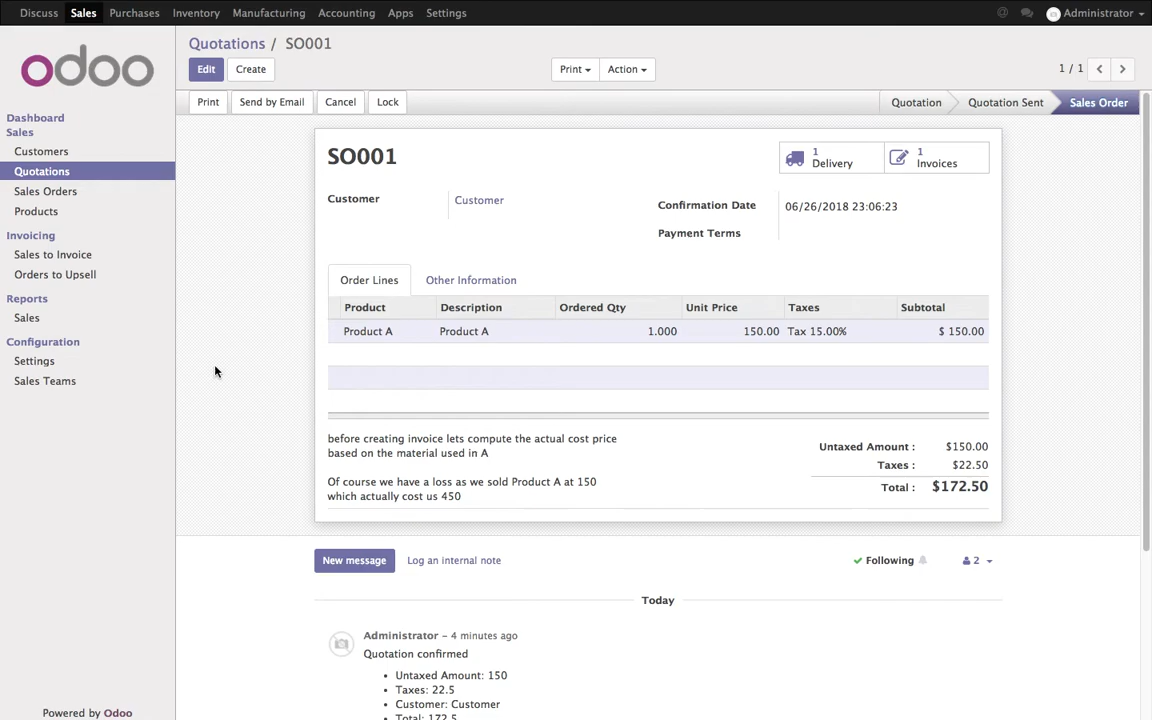 Discuss Sales Purchases Inventory Manufacturing Accounting Apps Settings @ Administrator
odoo
Dashboard
Sales
Customers
Quotations
Sales Orders
Products
Invoicing
Sales to Invoice
Orders to Upsell
Reports
Sales
Configuration
Settings
Sales Teams
Powered by Odoo
Quotations / SO001
Edit Create Print Action 1 / 1
Print Send by Email Cancel Lock Quotation Quotation Sent Sales Order
SO001
1 Delivery
1 Invoices
Customer Customer
Confirmation Date 06/26/2018 23:06:23
Payment Terms
Order Lines Other Information
Product Description Ordered Qty Unit Price Taxes Subtotal
Product A Product A 1.000 150.00 Tax 15.00% $ 150.00
before creating invoice lets compute the actual cost price
based on the material used in A
Of course we have a loss as we sold Product A at 150
which actually cost us 450
Untaxed Amount : $150.00
Taxes : $22.50
Total : $172.50
New message Log an internal note Following 2
Today
Administrator - 4 minutes ago
Quotation confirmed
• Untaxed Amount: 150
• Taxes: 22.5
• Customer: Customer
• Total: 172.5